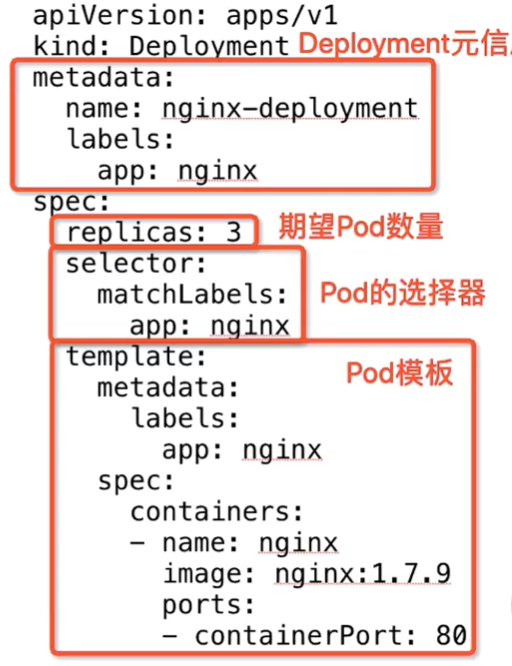 apiVersion: apps/v1
kind: Deployment Deployment元信
metadata:
  name: nginx-deployment
  labels:
    app: nginx
spec:
  replicas: 3 期望Pod数量
  selector:
    matchLabels: Pod的选择器
      app: nginx
  template:
    metadata: Pod模板
      labels:
        app: nginx
    spec:
      containers:
      - name: nginx
        image: nginx:1.7.9
        ports:
        - containerPort: 80